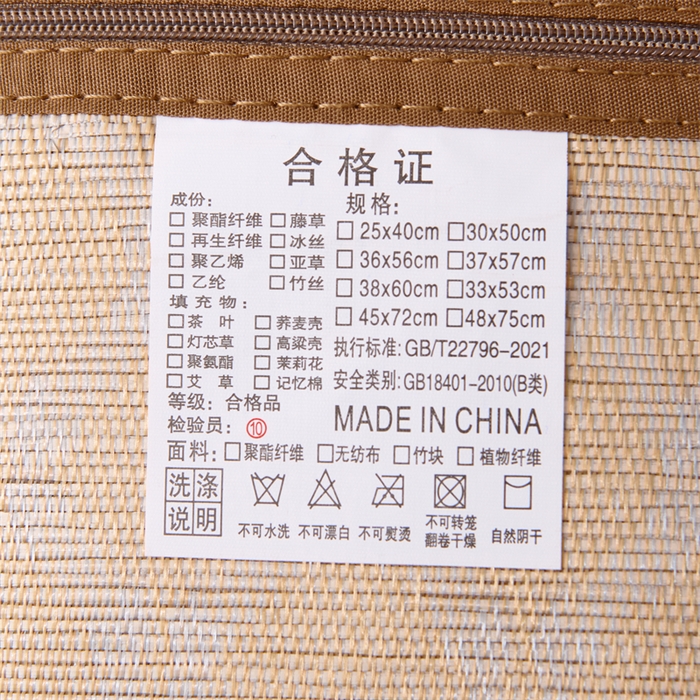 合格证
成份:
□ 聚酯纤维 □ 藤草
□ 再生纤维 □ 冰丝
□ 聚乙烯 □ 亚草
□ 乙纶 □ 竹丝
填充物:
□ 茶叶 □ 荞麦壳
□ 灯芯草 □ 高粱壳
□ 聚氨酯 □ 茉莉花
□ 艾草 □ 记忆棉
等级: 合格品
检验员: ⑩
规格:
□ 25x40cm □ 30x50cm
□ 36x56cm □ 37x57cm
□ 38x60cm □ 33x53cm
□ 45x72cm □ 48x75cm
执行标准: GB/T22796-2021
安全类别: GB18401-2010(B类)
MADE IN CHINA
面料: □ 聚酯纤维 □ 无纺布 □ 竹块 □ 植物纤维
洗涤
说明
不可水洗
不可漂白
不可熨烫
不可转笼
翻卷干燥
自然阴干